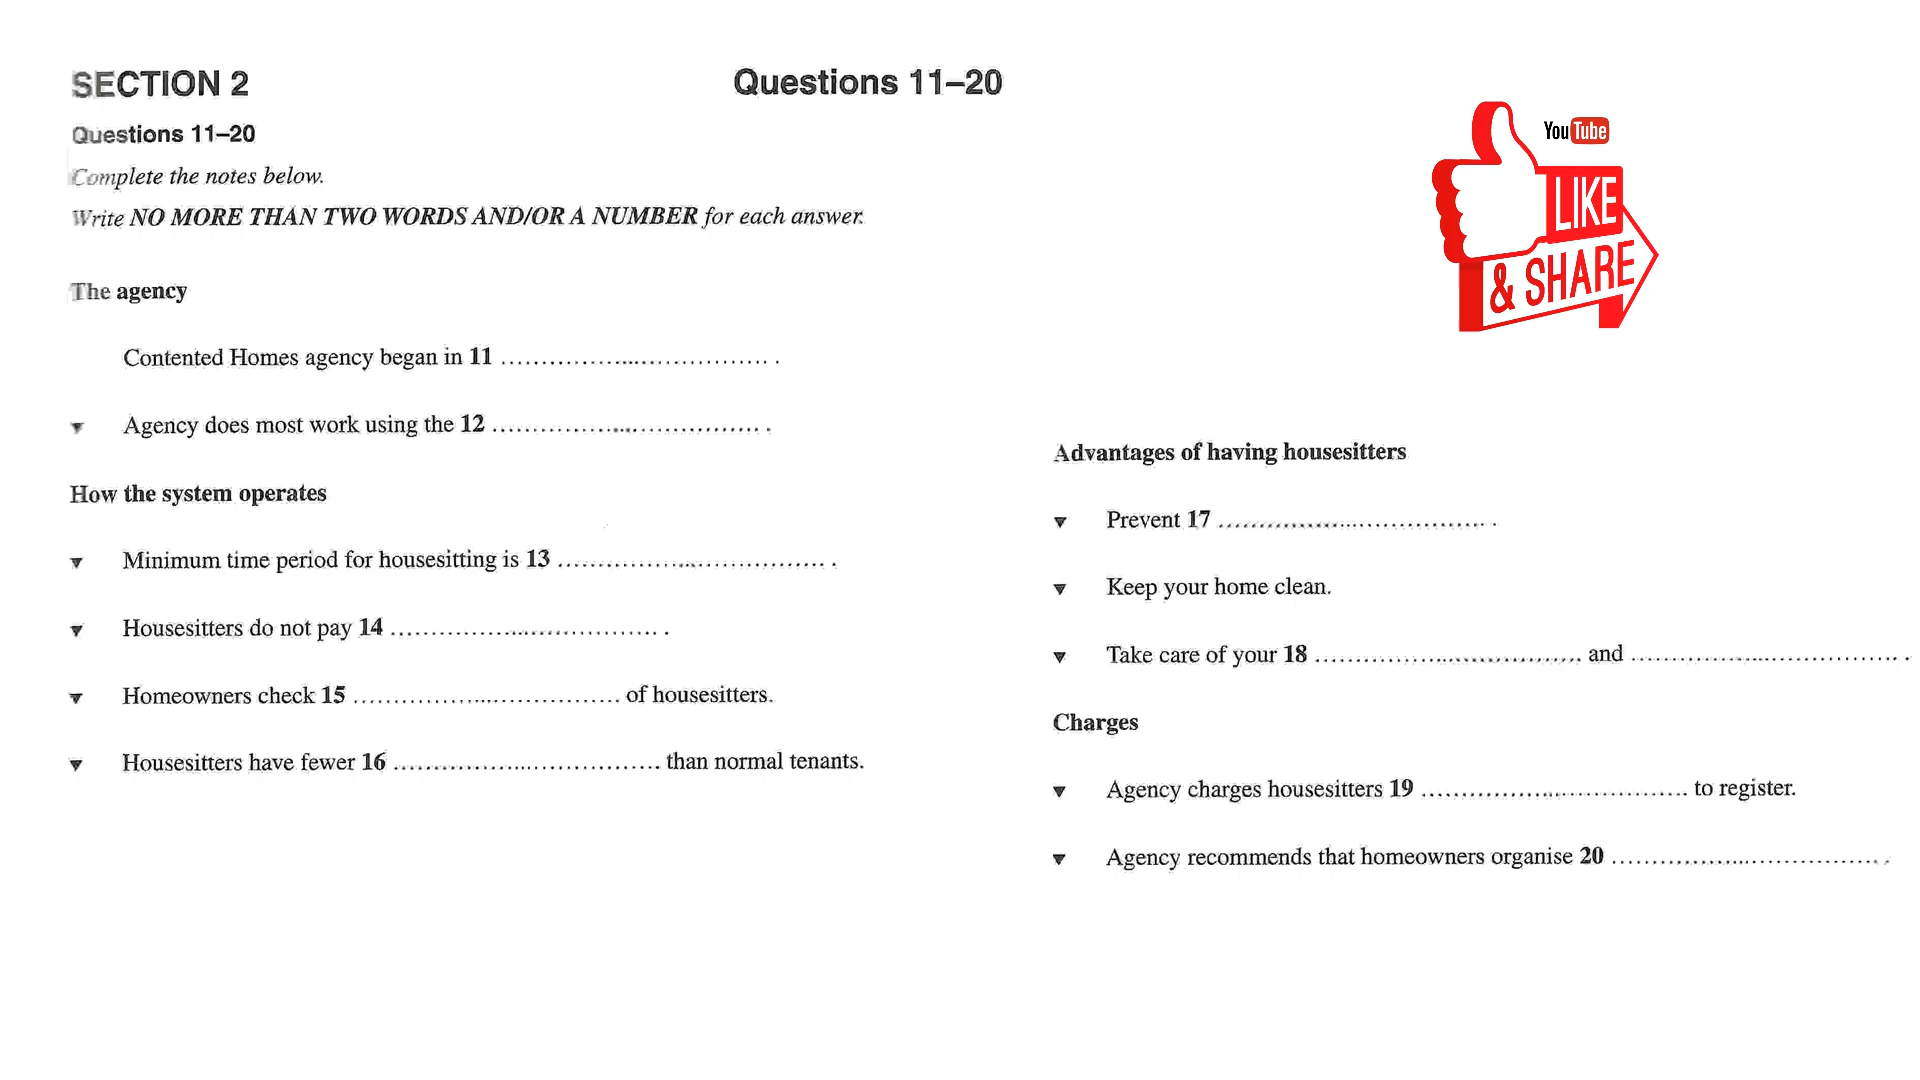 SECTION 2
Questions 11–20
Questions 11–20
Complete the notes below.
Write NO MORE THAN TWO WORDS AND/OR A NUMBER for each answer.
The agency
Contented Homes agency began in 11 .................................. .
▼ Agency does most work using the 12 .................................. .
How the system operates
▼ Minimum time period for housesitting is 13 .................................. .
▼ Housesitters do not pay 14 .................................. .
▼ Homeowners check 15 .................................. of housesitters.
▼ Housesitters have fewer 16 .................................. than normal tenants.
YouTube
LIKE
& SHARE
Advantages of having housesitters
▼ Prevent 17 .................................. .
▼ Keep your home clean.
▼ Take care of your 18 .................................. and .................................. .
Charges
▼ Agency charges housesitters 19 .................................. to register.
▼ Agency recommends that homeowners organise 20 .................................. .